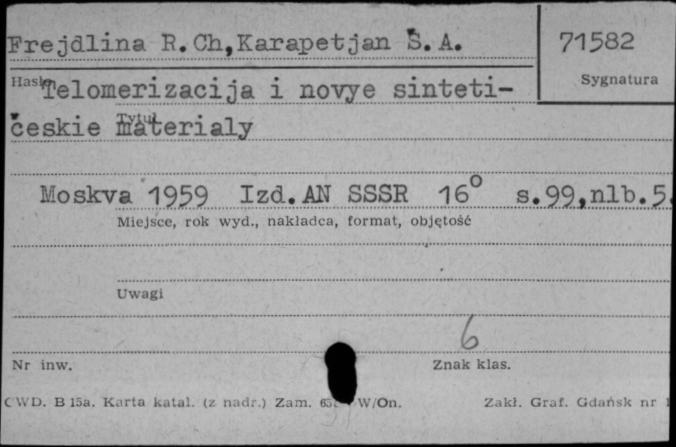 Frejdlina R.Ch,Karapetjan Š.A.
71582
Hasło
Sygnatura
Telomerizacija i novye sinteti-
českie materialy
Tytuł
Moskva 1959 Izd.AN SSSR 16° s.99,nlb.5.
Miejsce, rok wyd., nakładca, format, objętość
Uwagi
6
Nr inw.
Znak klas.
CWD. B 15a. Karta katal. (z nadr.) Zam. W/On.
Zakł. Graf. Gdańsk nr 1